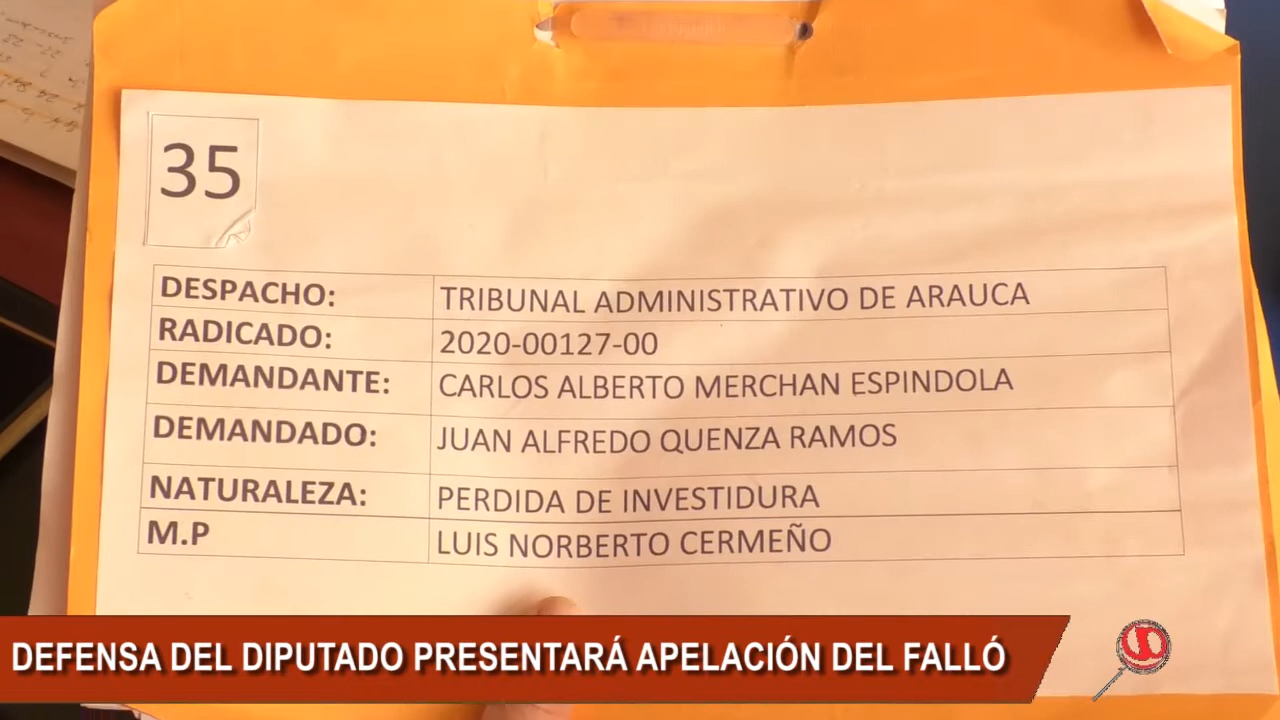 35
DESPACHO: TRIBUNAL ADMINISTRATIVO DE ARAUCA
RADICADO: 2020-00127-00
DEMANDANTE: CARLOS ALBERTO MERCHAN ESPINDOLA
DEMANDADO: JUAN ALFREDO QUENZA RAMOS
NATURALEZA: PERDIDA DE INVESTIDURA
M.P LUIS NORBERTO CERMEÑO
DEFENSA DEL DIPUTADO PRESENTARÁ APELACIÓN DEL FALLÓ